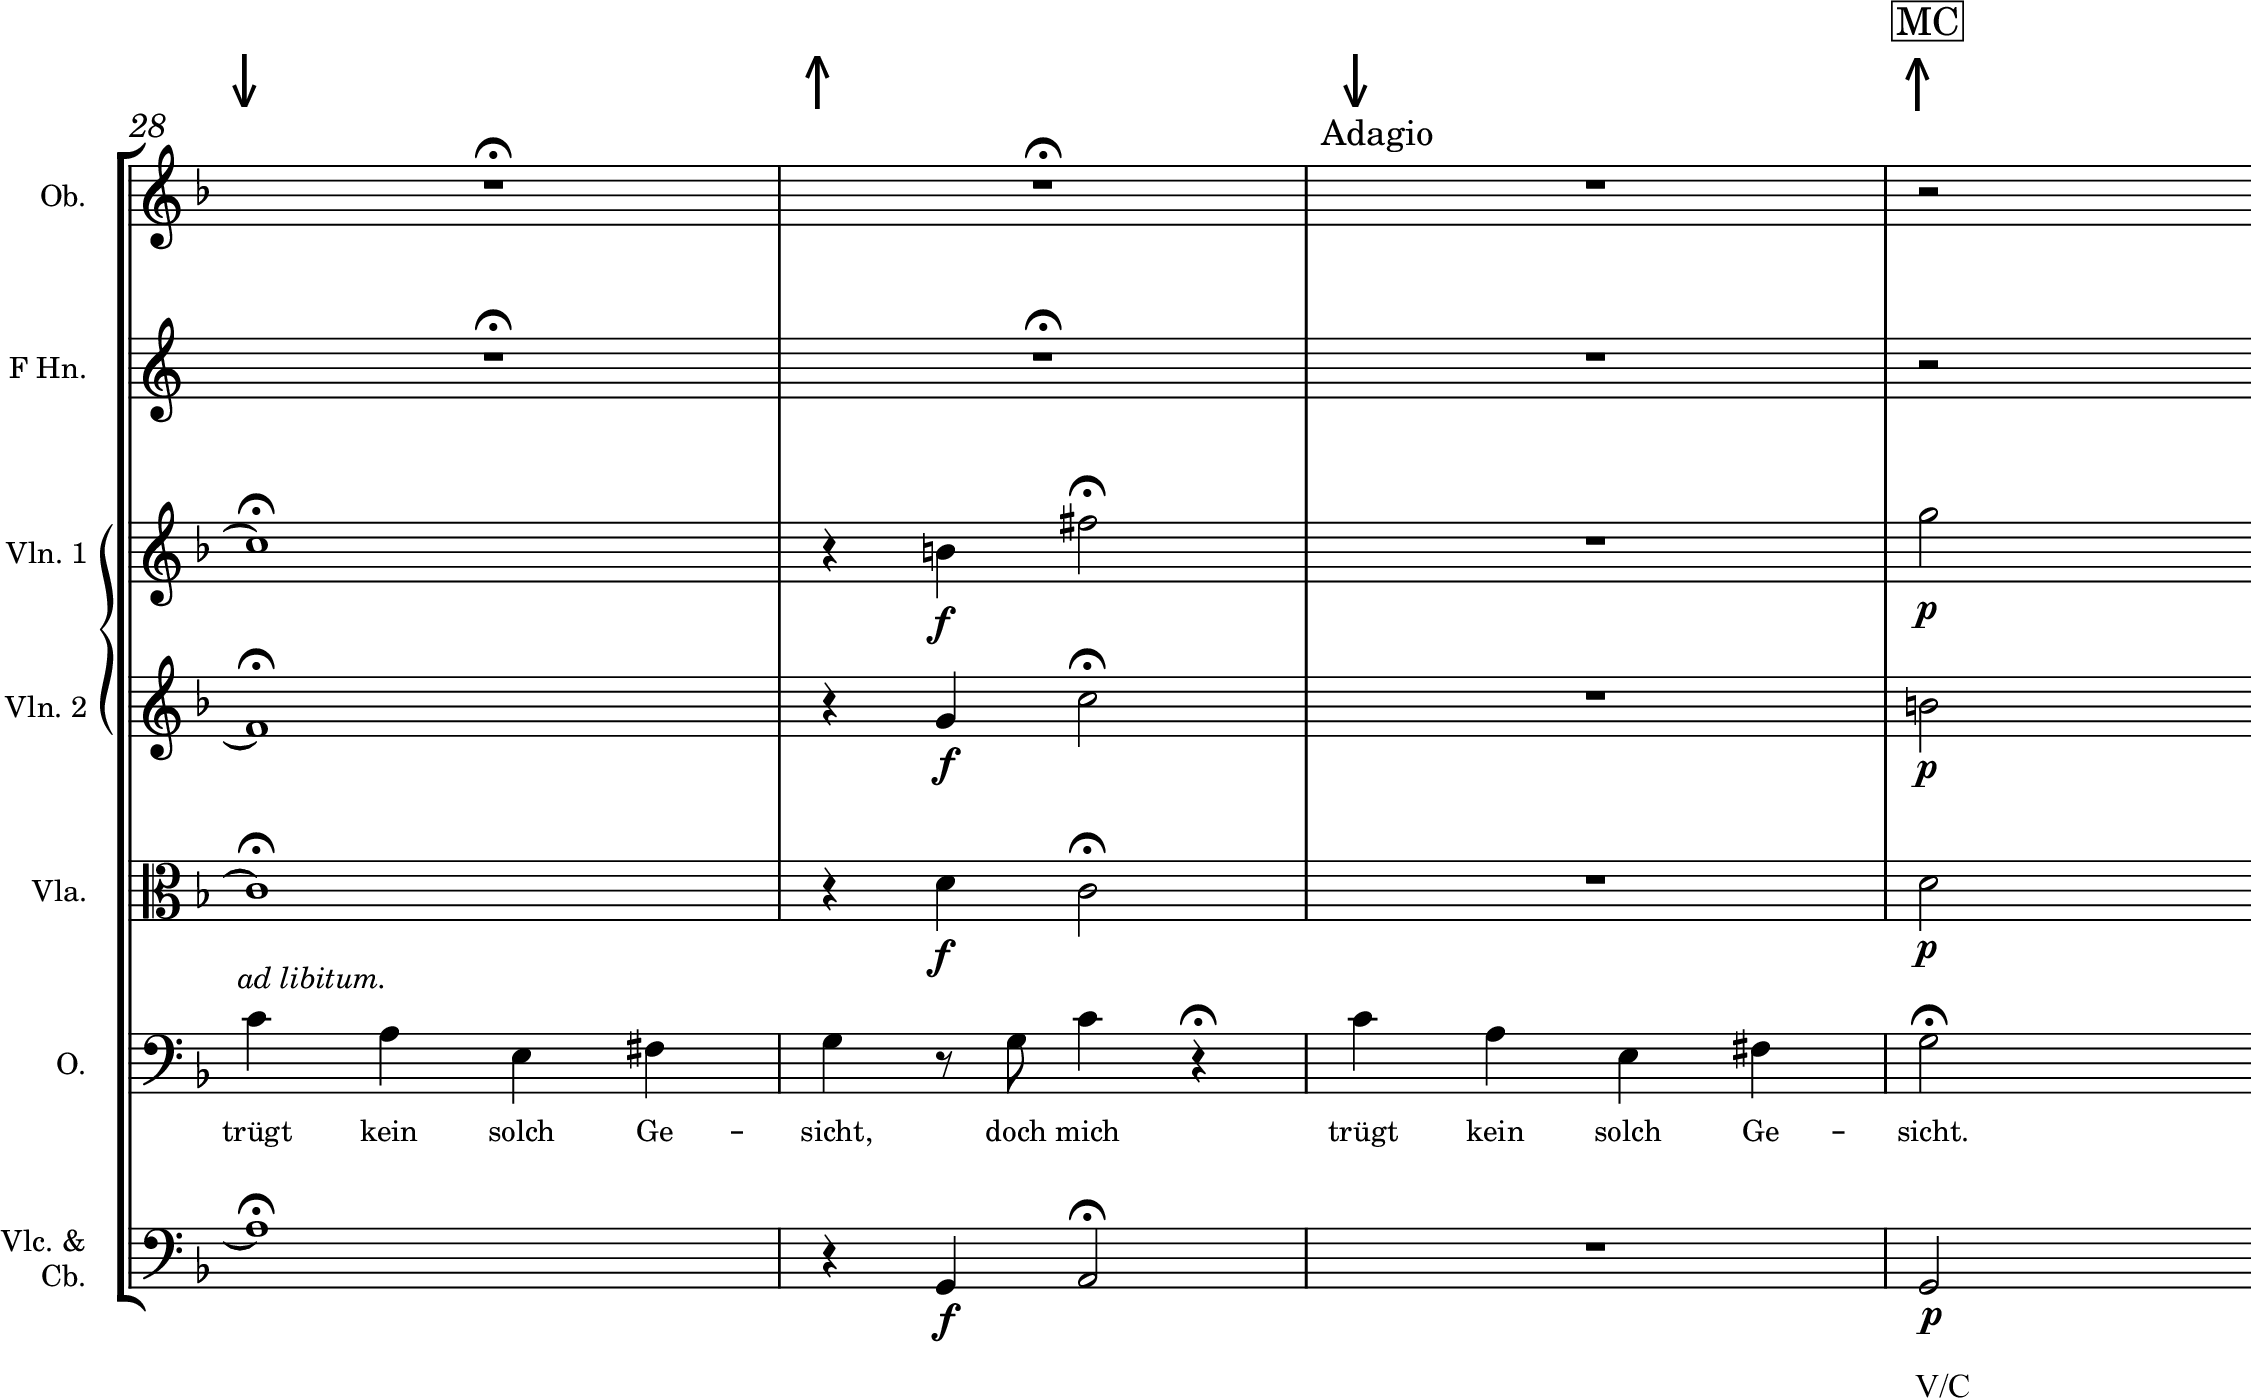 MC
28
Adagio
Ob.
F Hn.
Vln. 1
f
p
Vln. 2
f
p
Vla.
f
p
ad libitum.
O.
trügt kein solch Ge – sicht, doch mich trügt kein solch Ge – sicht.
Vlc. &
Cb.
f
p
V/C